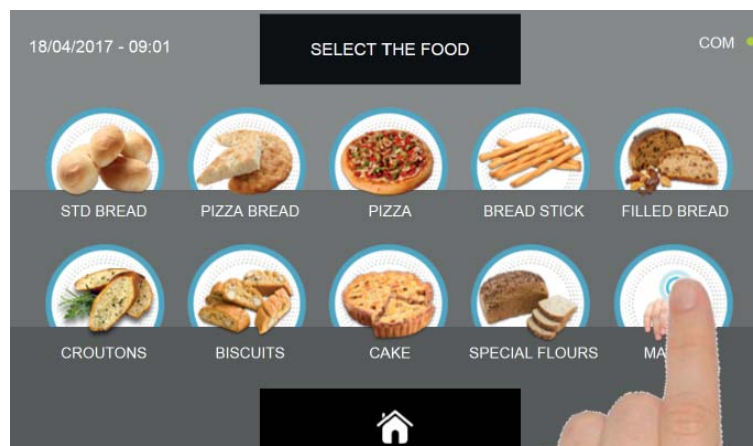 18/04/2017 - 09:01
SELECT THE FOOD
COM
STD BREAD
PIZZA BREAD
PIZZA
BREAD STICK
FILLED BREAD
CROUTONS
BISCUITS
CAKE
SPECIAL FLOURS